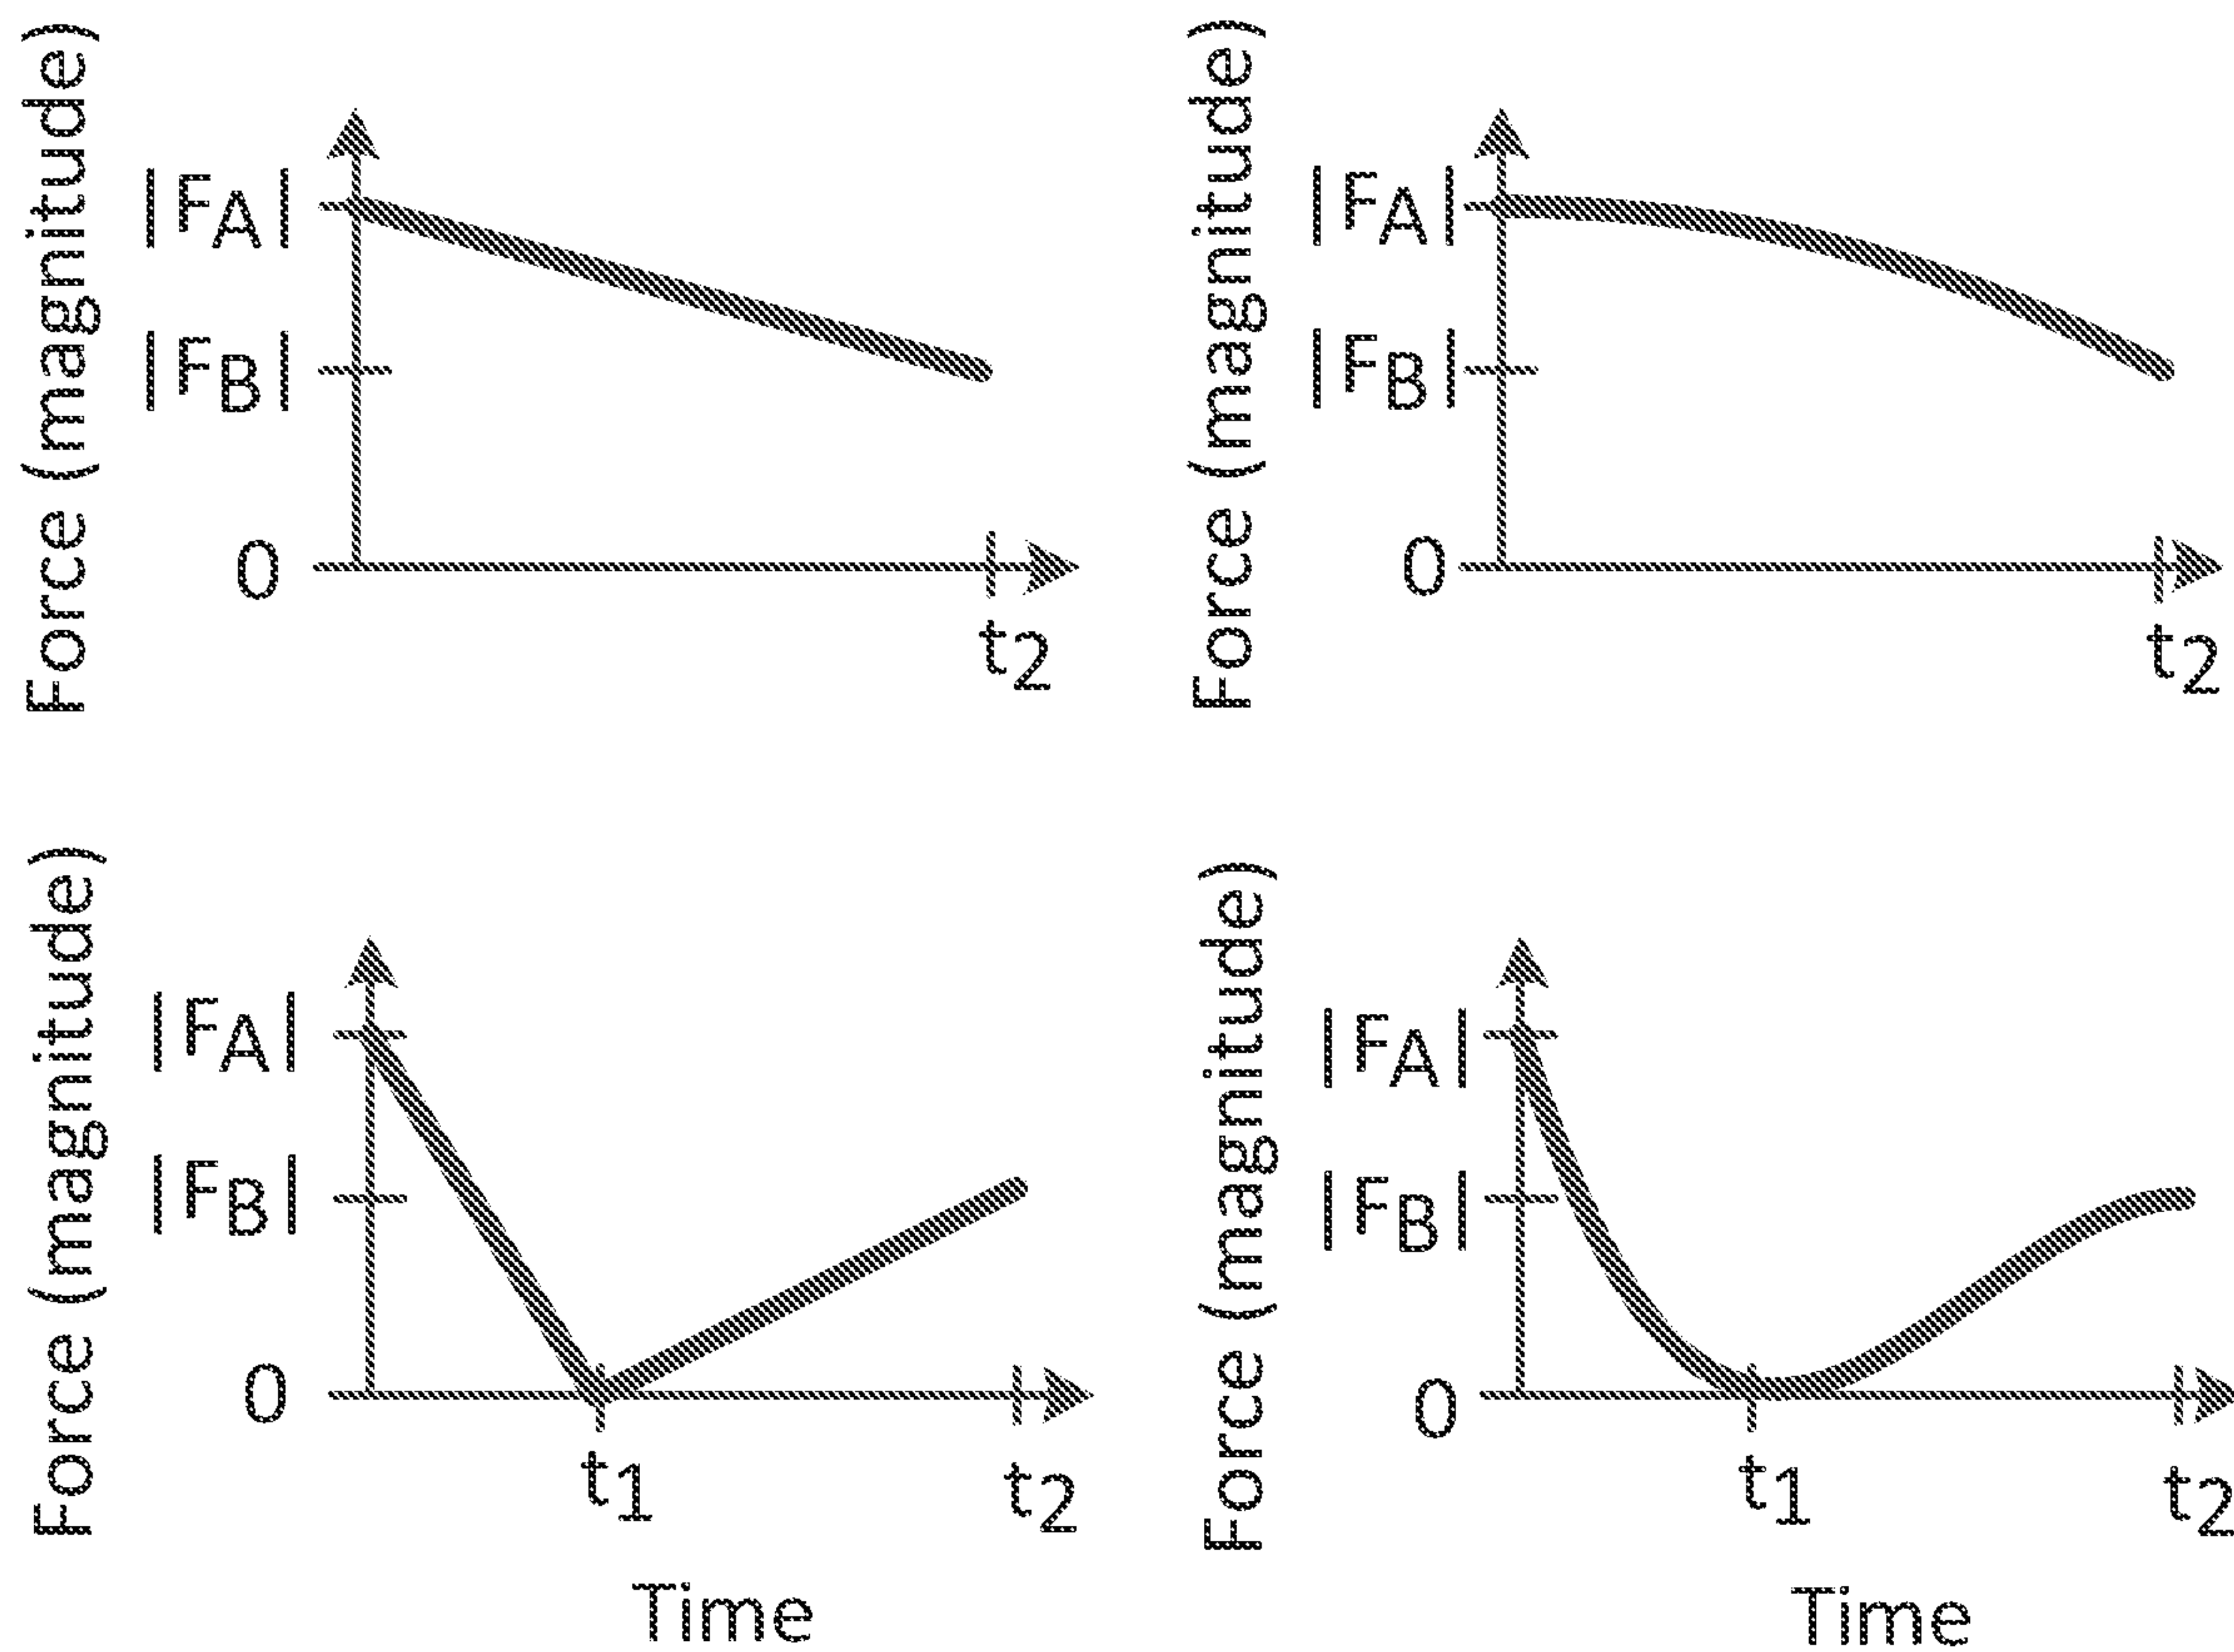 Force (magnitude)
|FA|
|FB|
0
t2
Force (magnitude)
|FA|
|FB|
0
t2
Force (magnitude)
|FA|
|FB|
0
t1
t2
Time
Force (magnitude)
|FA|
|FB|
0
t1
t2
Time